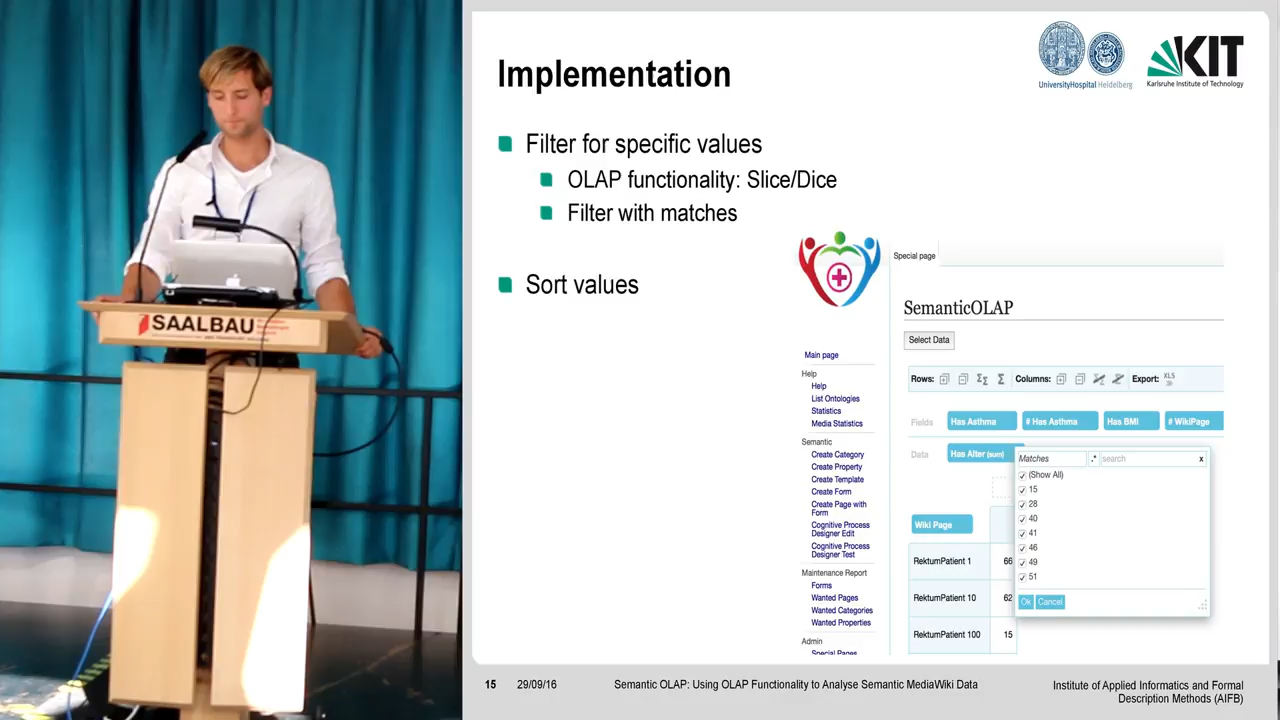 Implementation
UniversityHospital Heidelberg
KIT
Karlsruhe Institute of Technology
Filter for specific values
OLAP functionality: Slice/Dice
Filter with matches
Sort values
SAALBAU
Special page
SemanticOLAP
Select Data
Main page
Help
Help
List Ontologies
Statistics
Media Statistics
Semantic
Create Category
Create Property
Create Template
Create Form
Create Page with
Form
Cognitive Process
Designer Edit
Cognitive Process
Designer Test
Maintenance Report
Forms
Wanted Pages
Wanted Categories
Wanted Properties
Admin
Special Pages
Rows: Columns: Export: XLS
Fields Has Asthma # Has Asthma Has BMI # WikiPage
Data Has Alter (sum)
Matches .* search x
(Show All)
15
28
40
41
46
49
51
Ok Cancel
Wiki Page
RektumPatient 1 66
RektumPatient 10 62
RektumPatient 100 15
15 29/09/16 Semantic OLAP: Using OLAP Functionality to Analyse Semantic MediaWiki Data
Institute of Applied Informatics and Formal
Description Methods (AIFB)